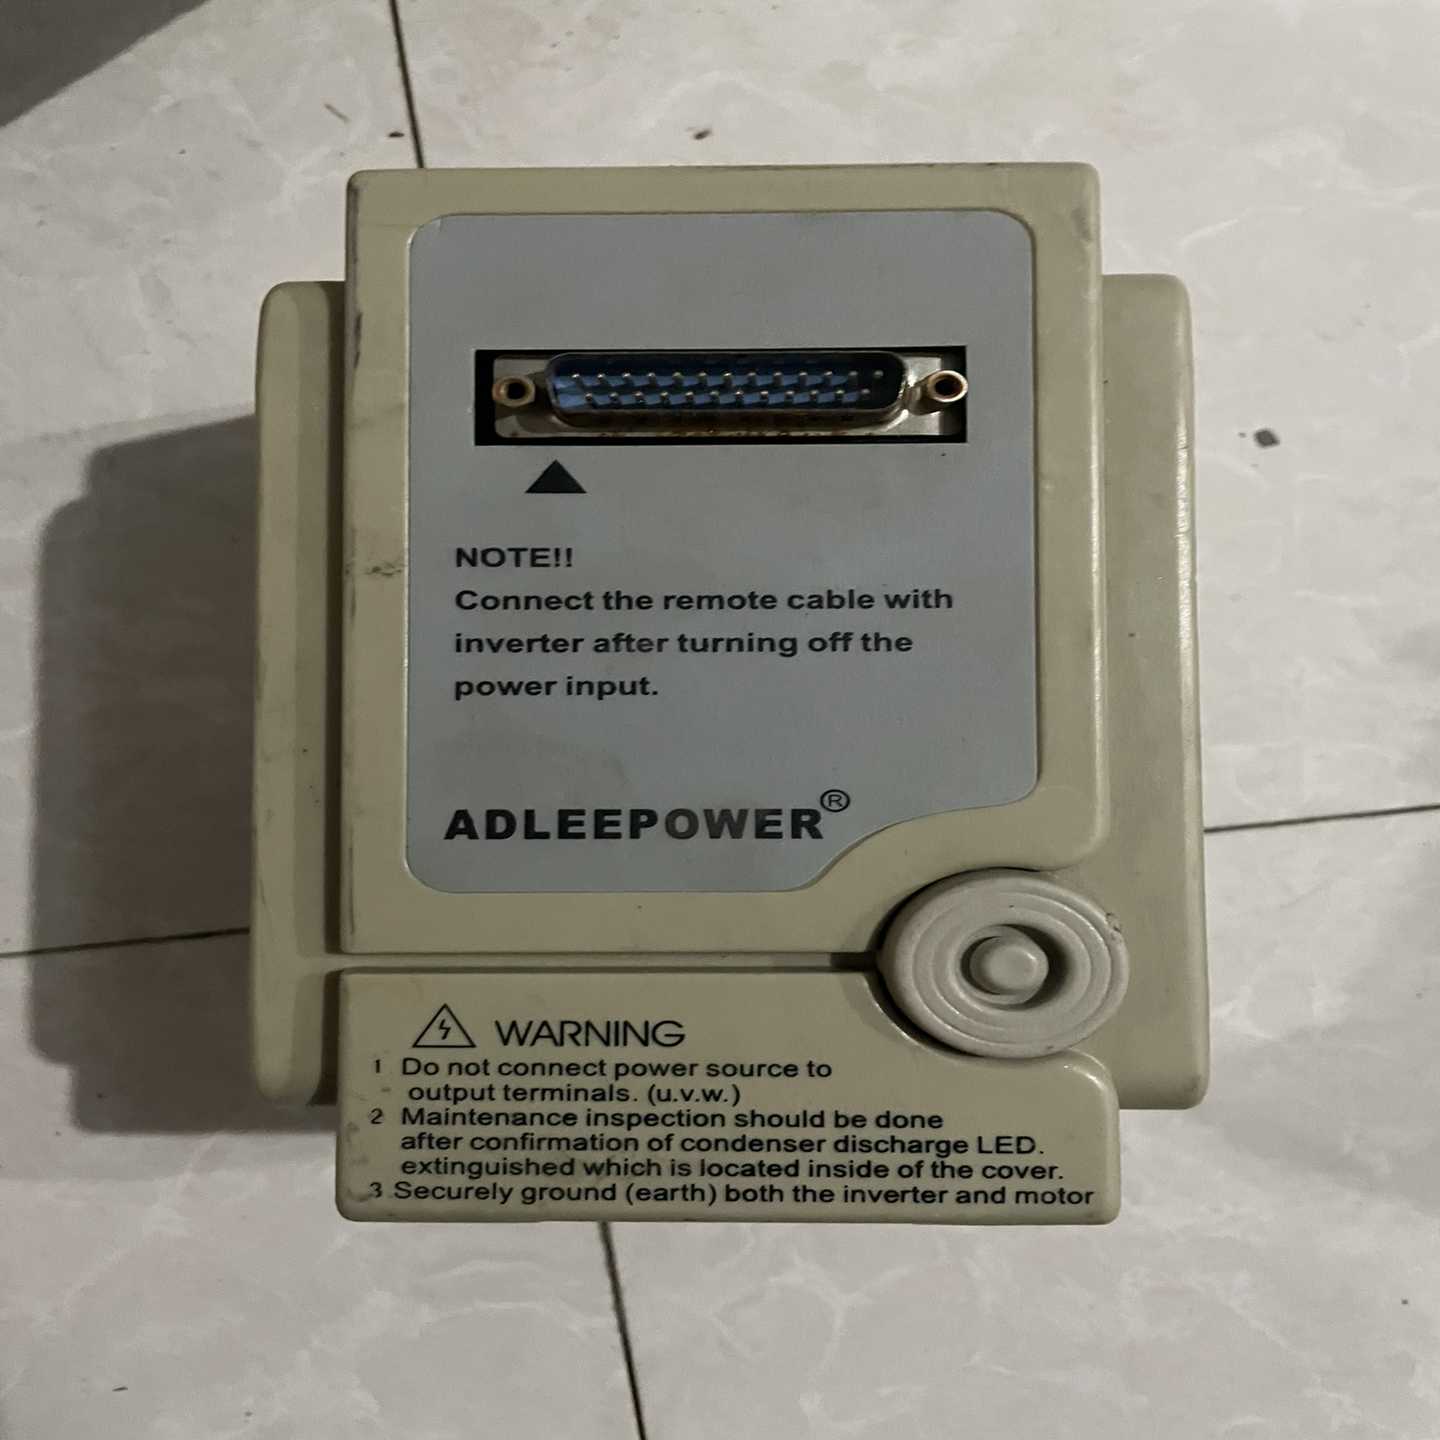 NOTE!!
Connect the remote cable with
inverter after turning off the
power input.
ADLEEPOWER®
WARNING
1 Do not connect power source to
output terminals. (u.v.w.)
2 Maintenance inspection should be done
after confirmation of condenser discharge LED.
extinguished which is located inside of the cover.
3 Securely ground (earth) both the inverter and motor